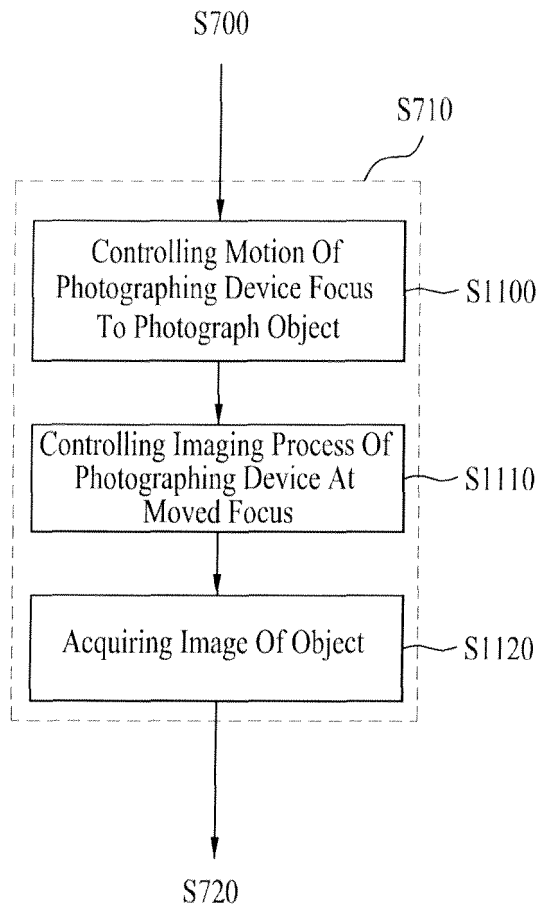 S700
S710
Controlling Motion Of
Photographing Device Focus
To Photograph Object
S1100
Controlling Imaging Process Of
Photographing Device At
Moved Focus
S1110
Acquiring Image Of Object
S1120
S720